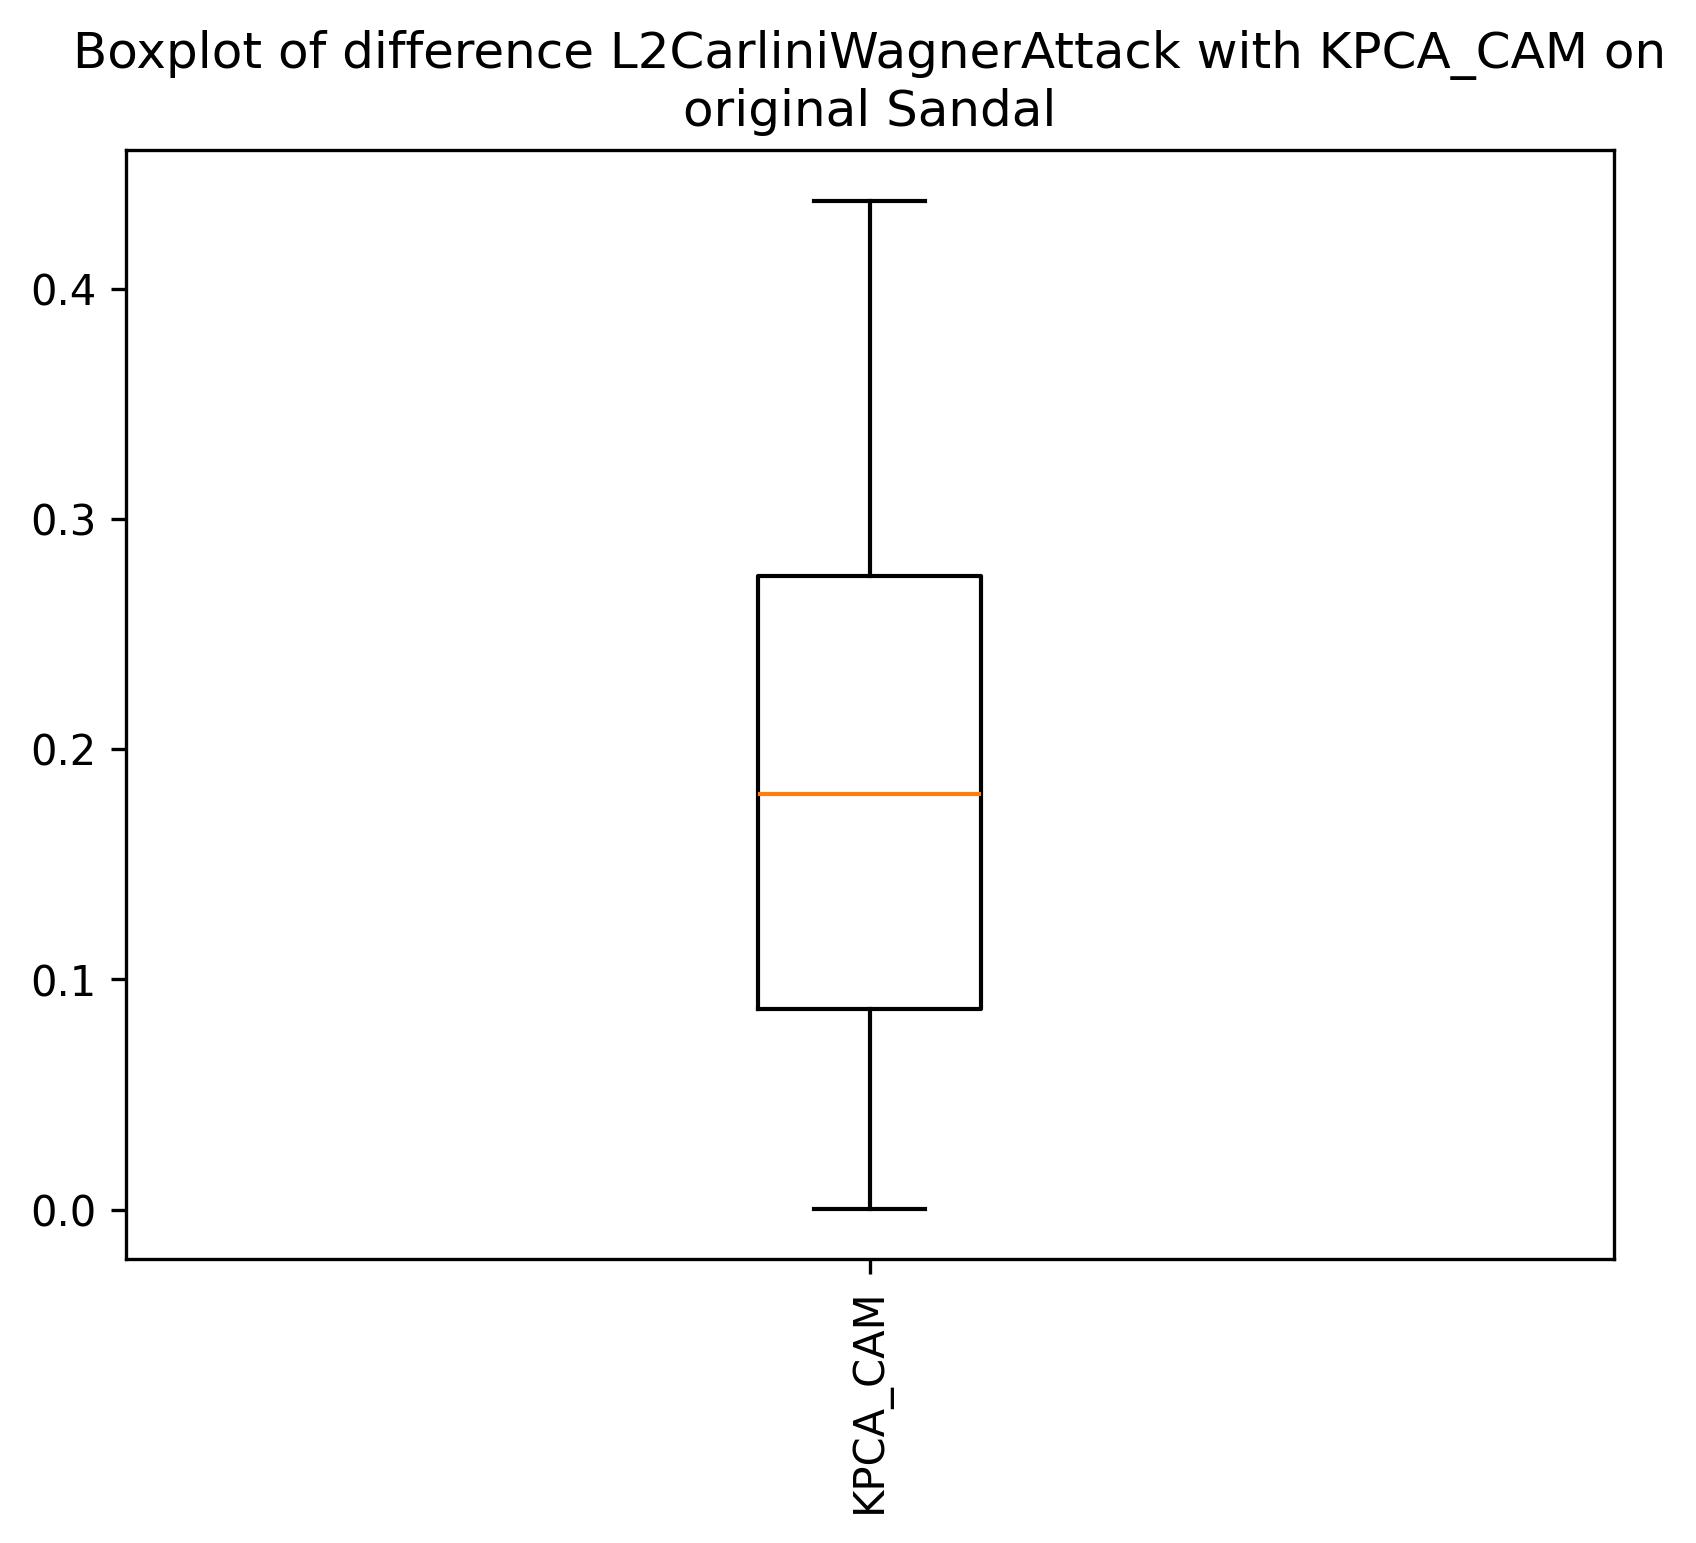 Boxplot of difference L2CarliniWagnerAttack with KPCA_CAM on
original Sandal
0.4
0.3
0.2
0.1
0.0
KPCA_CAM